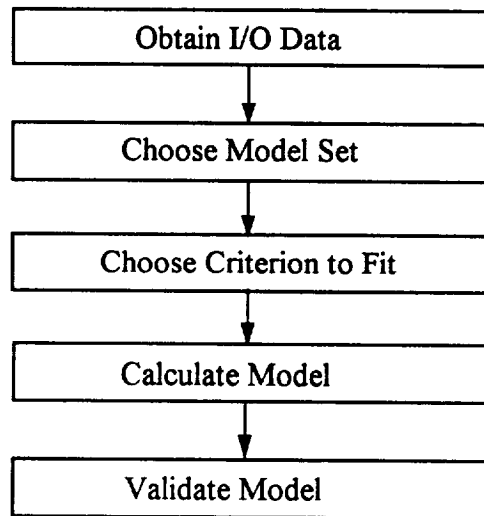 Obtain I/O Data
Choose Model Set
Choose Criterion to Fit
Calculate Model
Validate Model